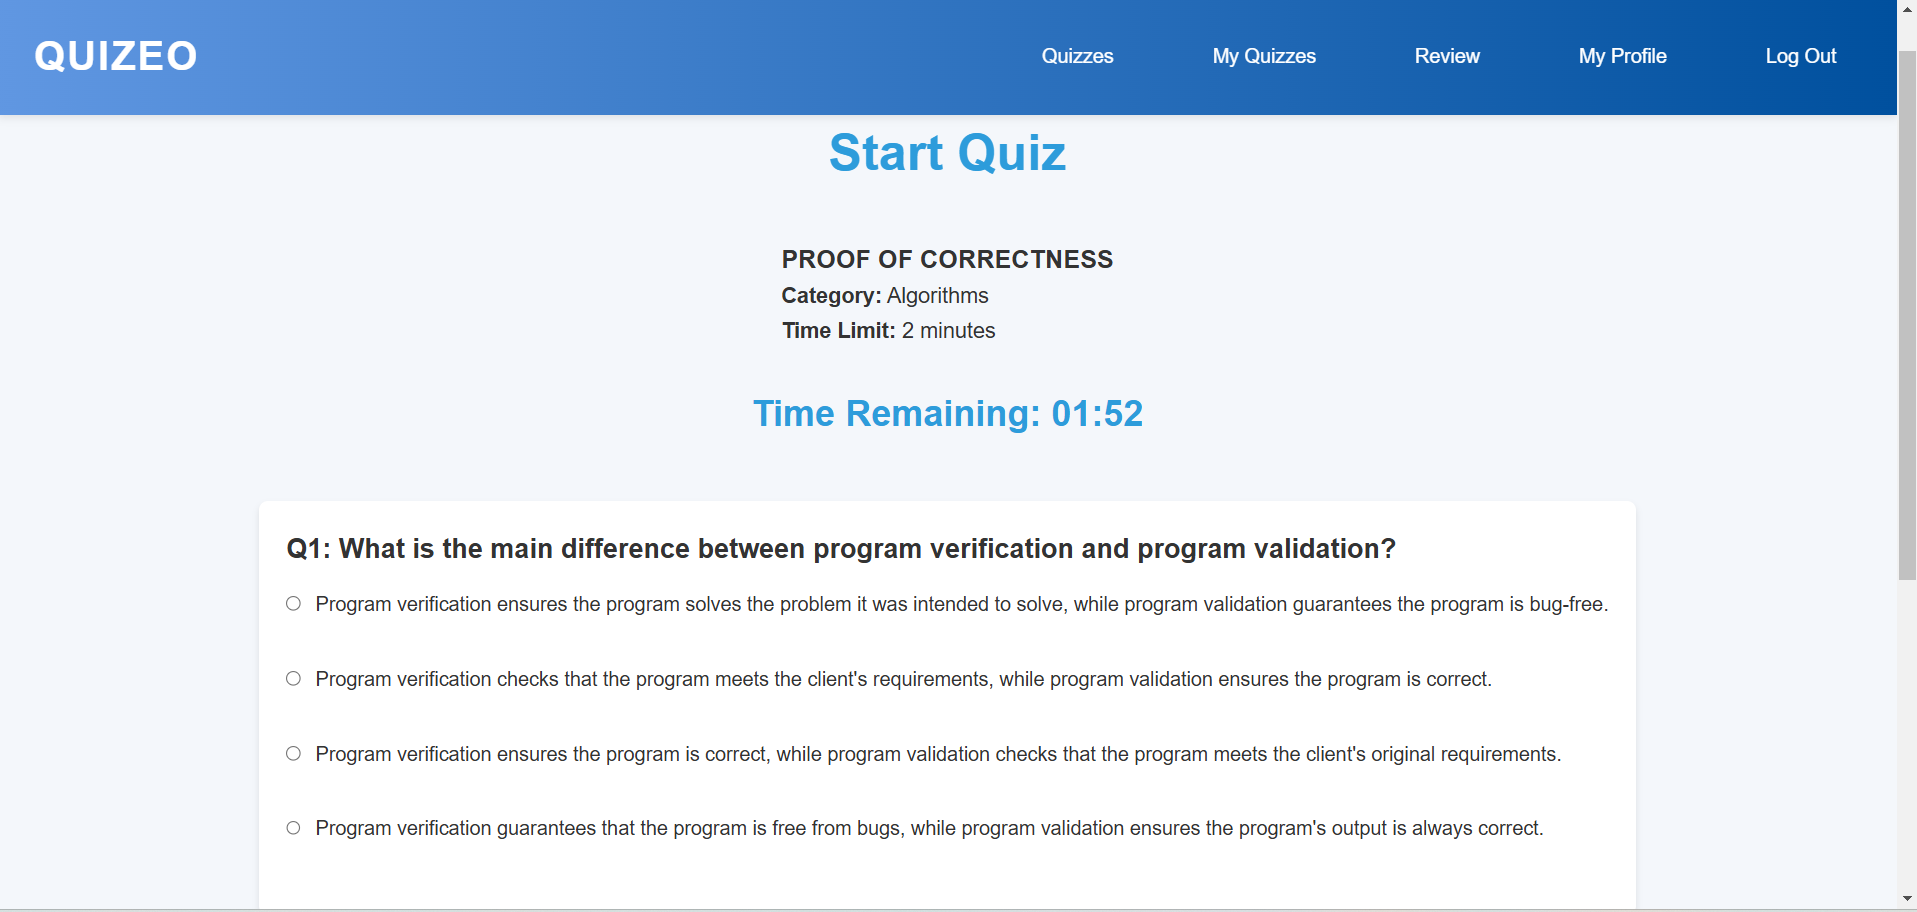 QUIZEO
Quizzes
My Quizzes
Review
My Profile
Log Out
Start Quiz
PROOF OF CORRECTNESS
Category: Algorithms
Time Limit: 2 minutes
Time Remaining: 01:52
Q1: What is the main difference between program verification and program validation?
Program verification ensures the program solves the problem it was intended to solve, while program validation guarantees the program is bug-free.
Program verification checks that the program meets the client's requirements, while program validation ensures the program is correct.
Program verification ensures the program is correct, while program validation checks that the program meets the client's original requirements.
Program verification guarantees that the program is free from bugs, while program validation ensures the program's output is always correct.